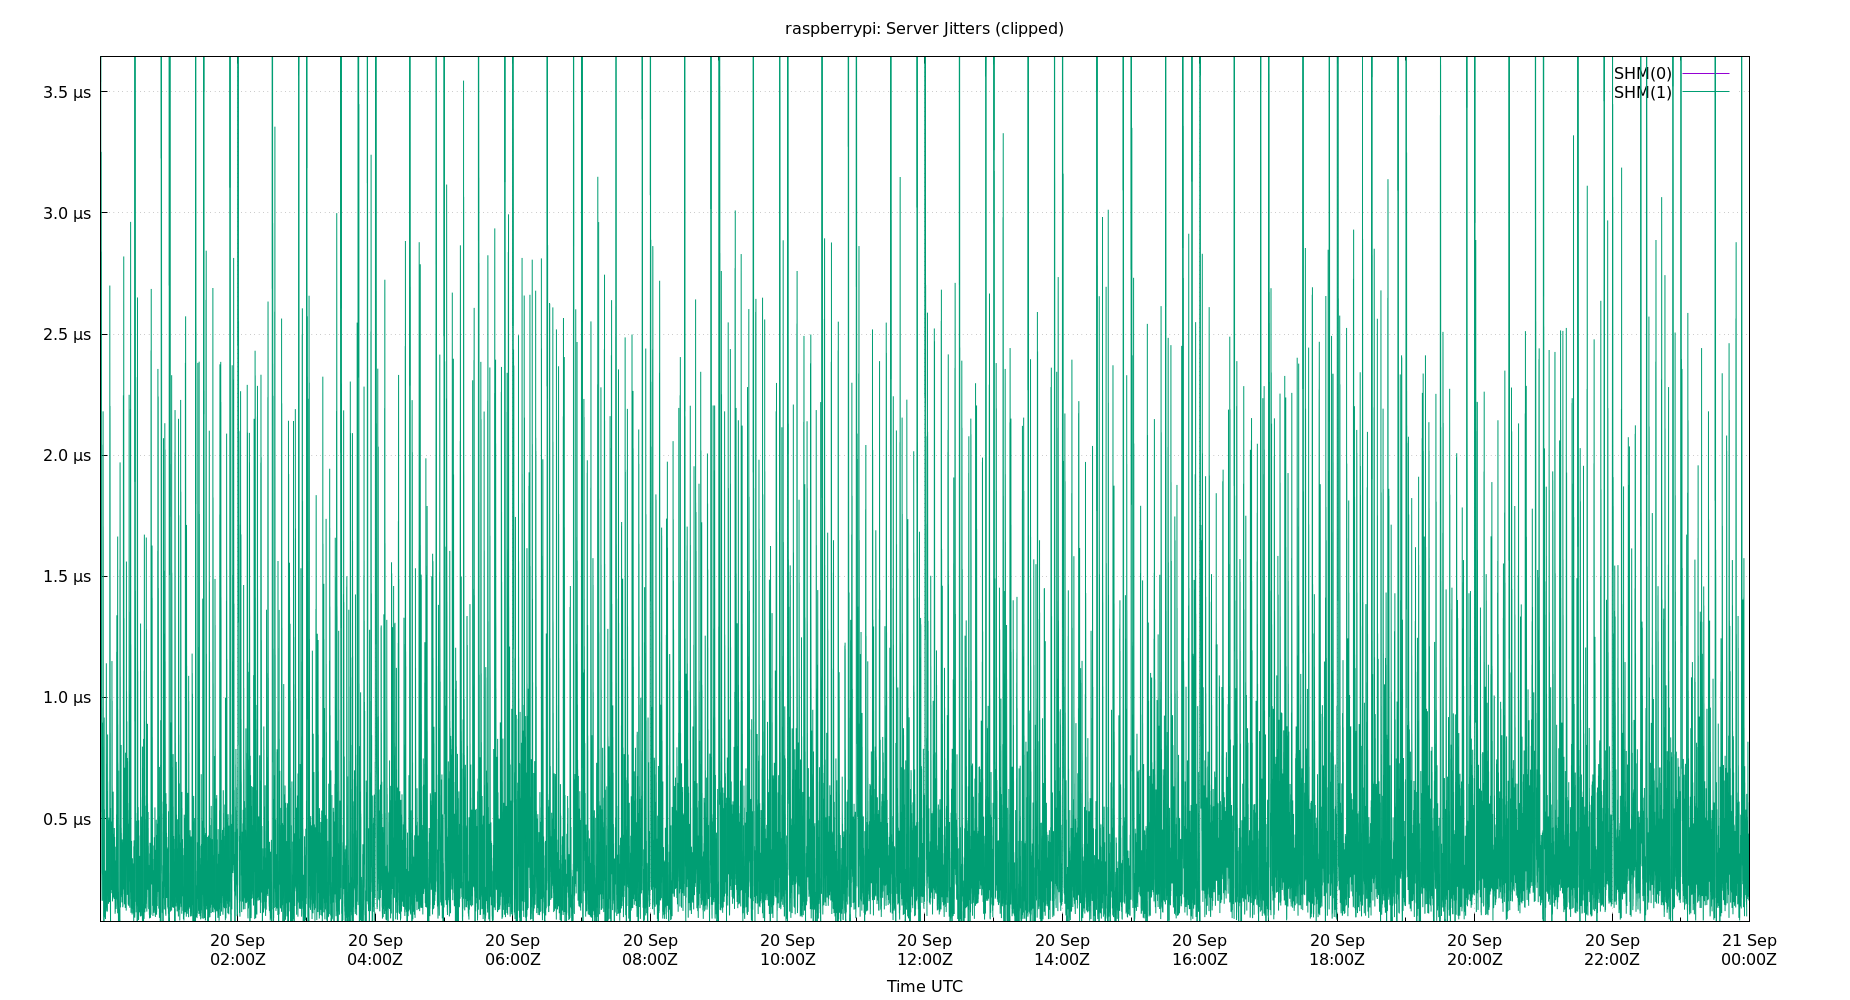 raspberrypi: Server Jitters (clipped)
SHM(0)
SHM(1)
3.5 µs
3.0 µs
2.5 µs
2.0 µs
1.5 µs
1.0 µs
0.5 µs
20 Sep 20 Sep 20 Sep 20 Sep 20 Sep 20 Sep 20 Sep 20 Sep 20 Sep 20 Sep 20 Sep 21 Sep
02:00Z 04:00Z 06:00Z 08:00Z 10:00Z 12:00Z 14:00Z 16:00Z 18:00Z 20:00Z 22:00Z 00:00Z
Time UTC